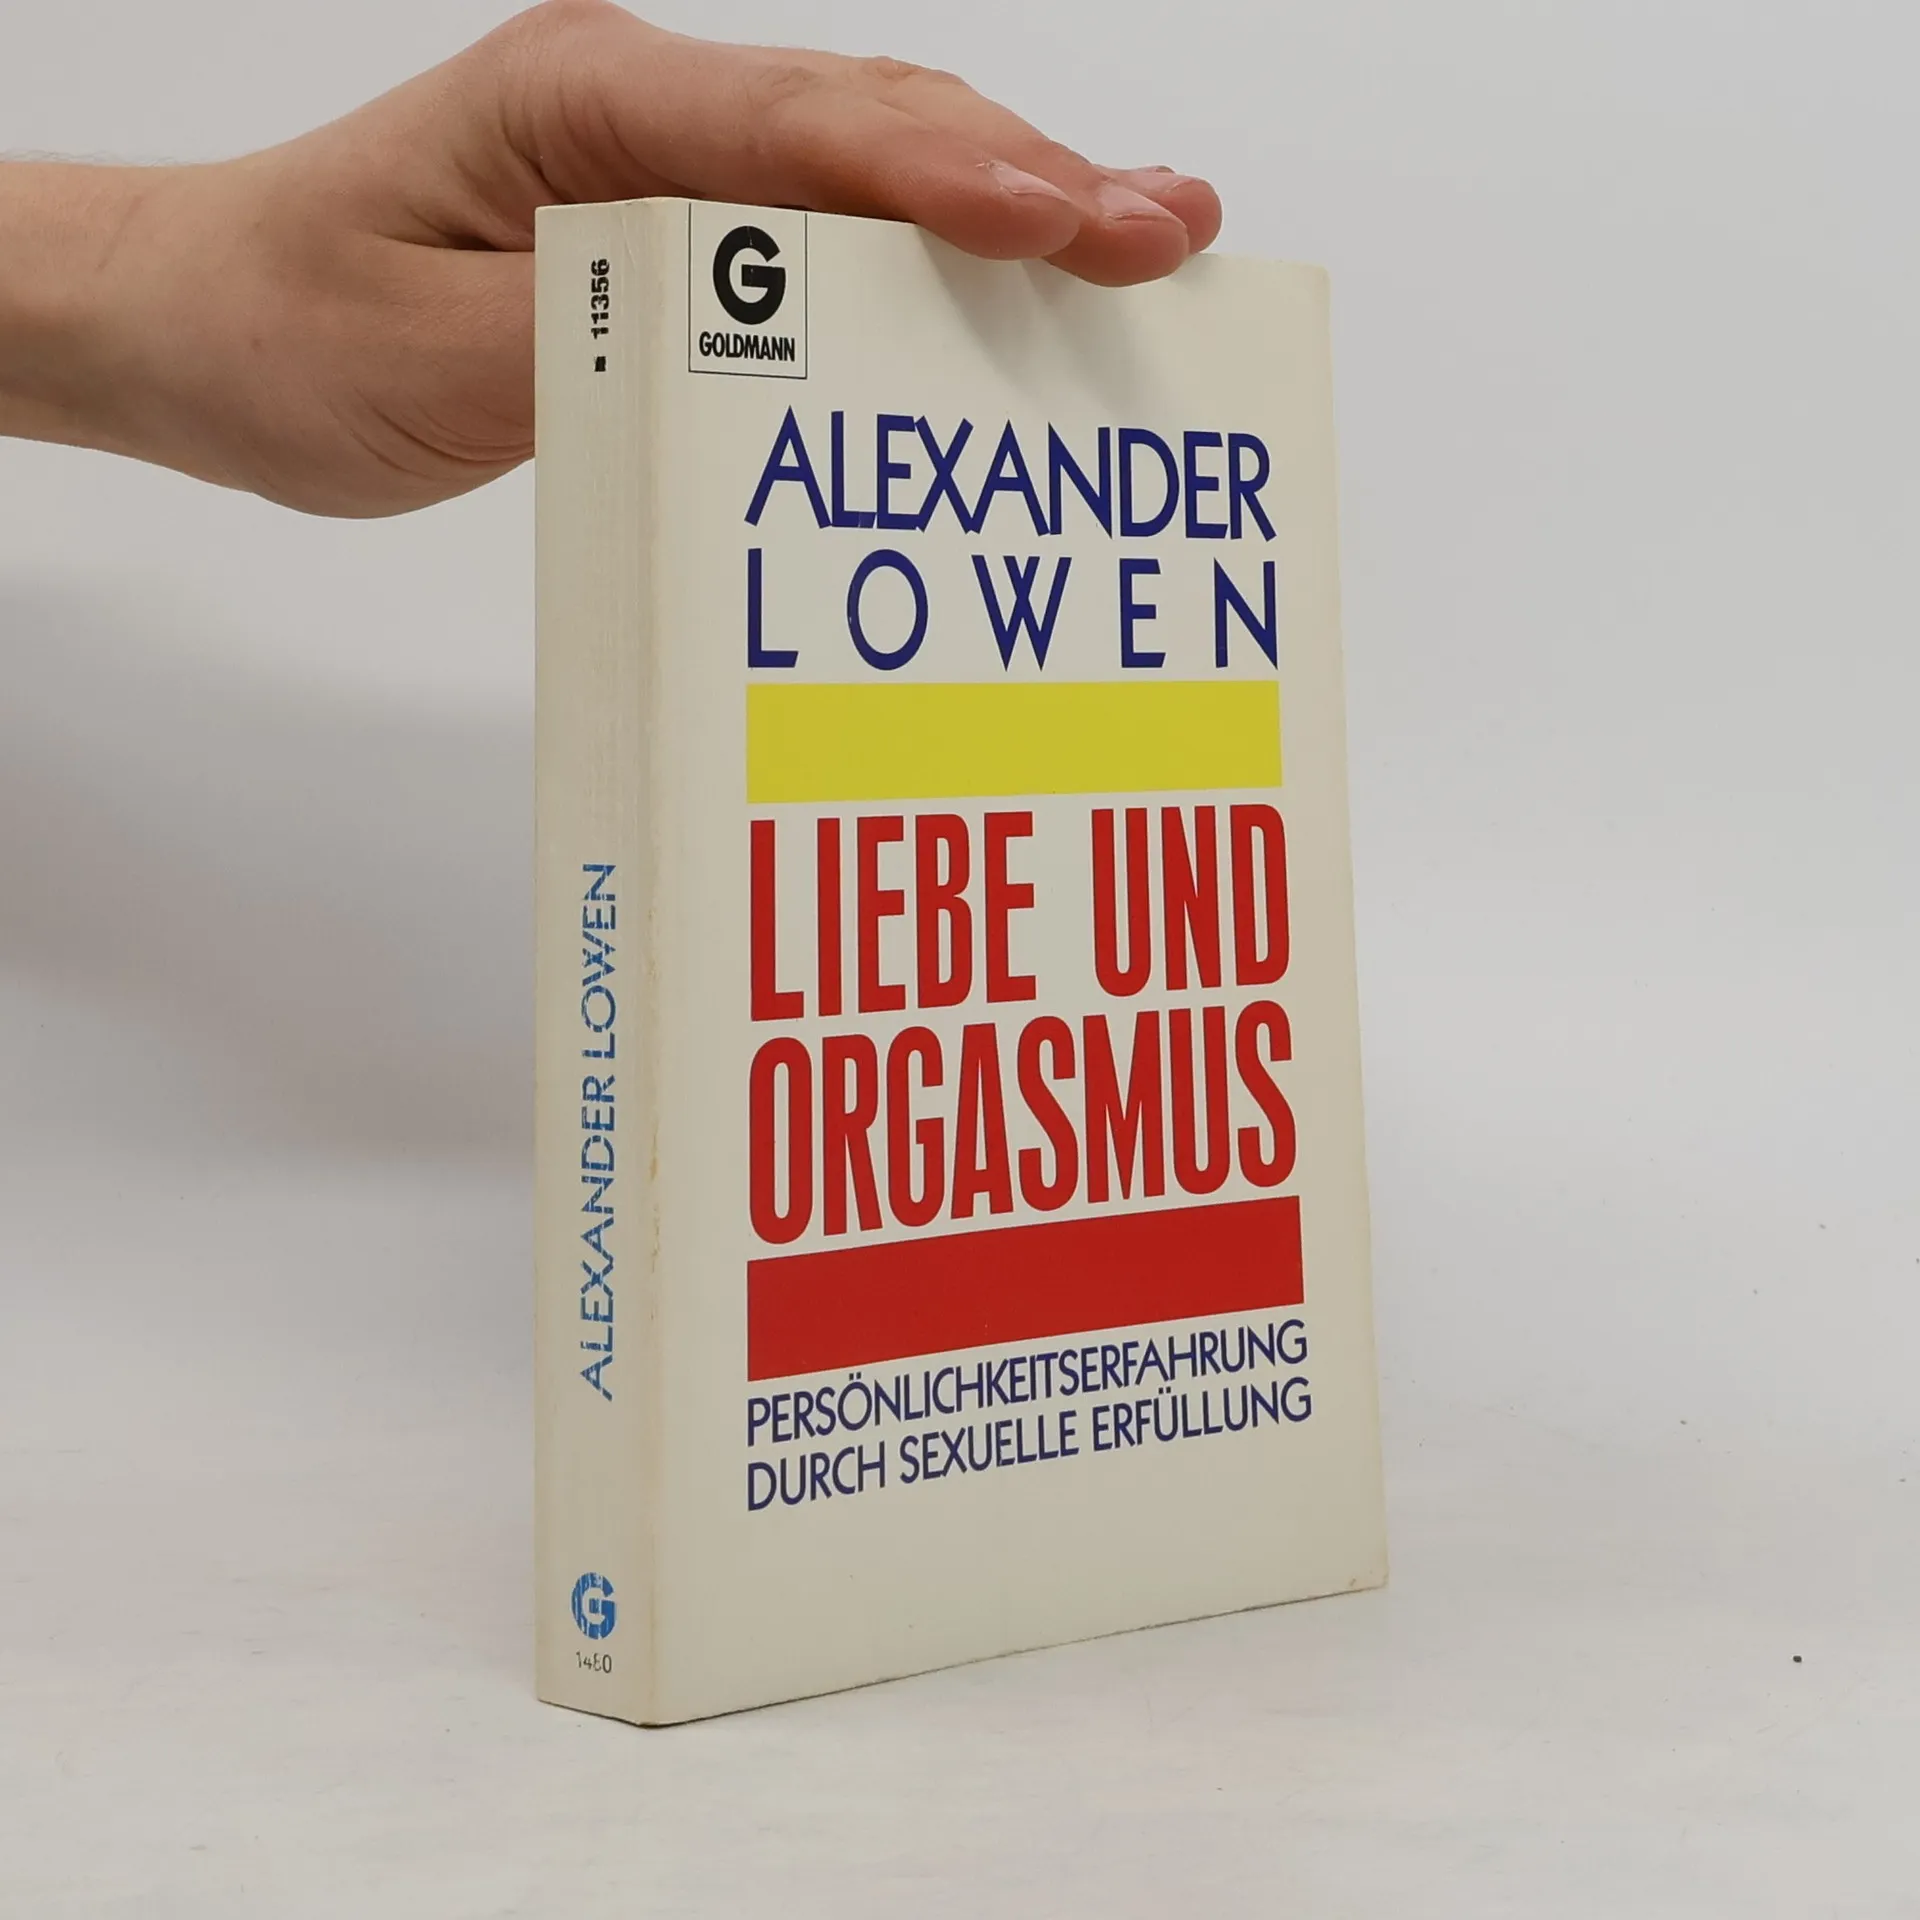 11356
ALEXANDER LOWEN
G
1480
G
GOLDMANN
ALEXANDER
LOWEN
LIEBE UND
ORGASMUS
PERSÖNLICHKEITSERFAHRUNG
DURCH SEXUELLE ERFÜLLUNG